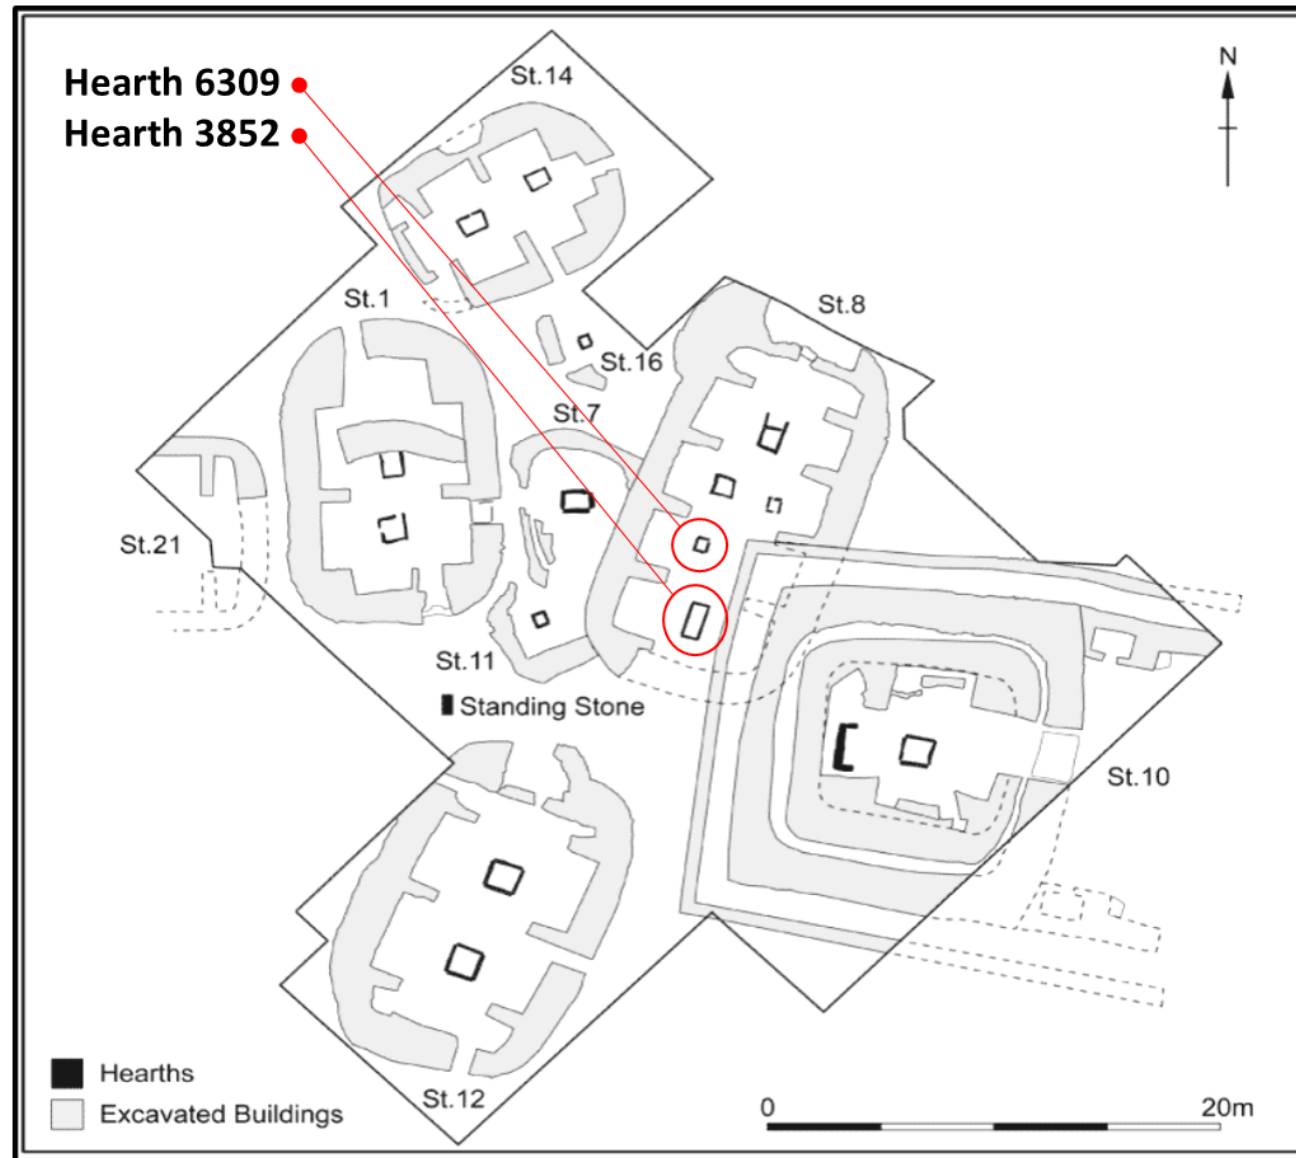 Hearth 6309
Hearth 3852
St.14
N
St.1
St.8
St.16
St.7
St.21
St.11
Standing Stone
St.10
Hearths
Excavated Buildings
St.12
0 20m